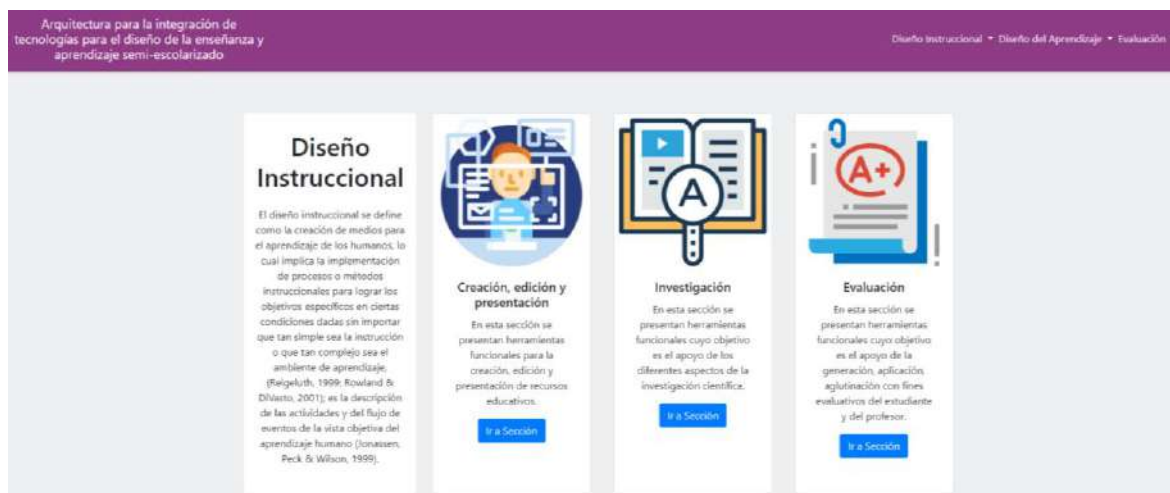 Arquitectura para la integración de
tecnologías para el diseño de la enseñanza y
aprendizaje semi-escolarizado
Diseño Instruccional
Diseño del Aprendizaje
Evaluación
Diseño
Instruccional
El diseño instruccional se define
como la creación de medios para
el aprendizaje de los humanos, lo
cual implica la implementación
de procesos o métodos
instruccionales para lograr los
objetivos específicos en ciertas
condiciones dadas sin importar
que tan simple sea la instrucción
o que tan complejo sea el
ambiente de aprendizaje,
(Reigeluth, 1999; Rowland &
DiVasto, 2001); es la descripción
de las actividades y del flujo de
eventos de la vista objetiva del
aprendizaje humano (Jonassen,
Peck & Wilson, 1999).
Creación, edición y
presentación
En esta sección se
presentan herramientas
funcionales para la
creación, edición y
presentación de recursos
educativos.
Ir a Sección
A
Investigación
En esta sección se
presentan herramientas
funcionales cuyo objetivo
es el apoyo de los
diferentes aspectos de la
investigación científica.
Ir a Sección
A+
Evaluación
En esta sección se
presentan herramientas
funcionales cuyo objetivo
es el apoyo de la
generación, aplicación,
aglutinación con fines
evaluativos del estudiante
y del profesor.
Ir a Sección